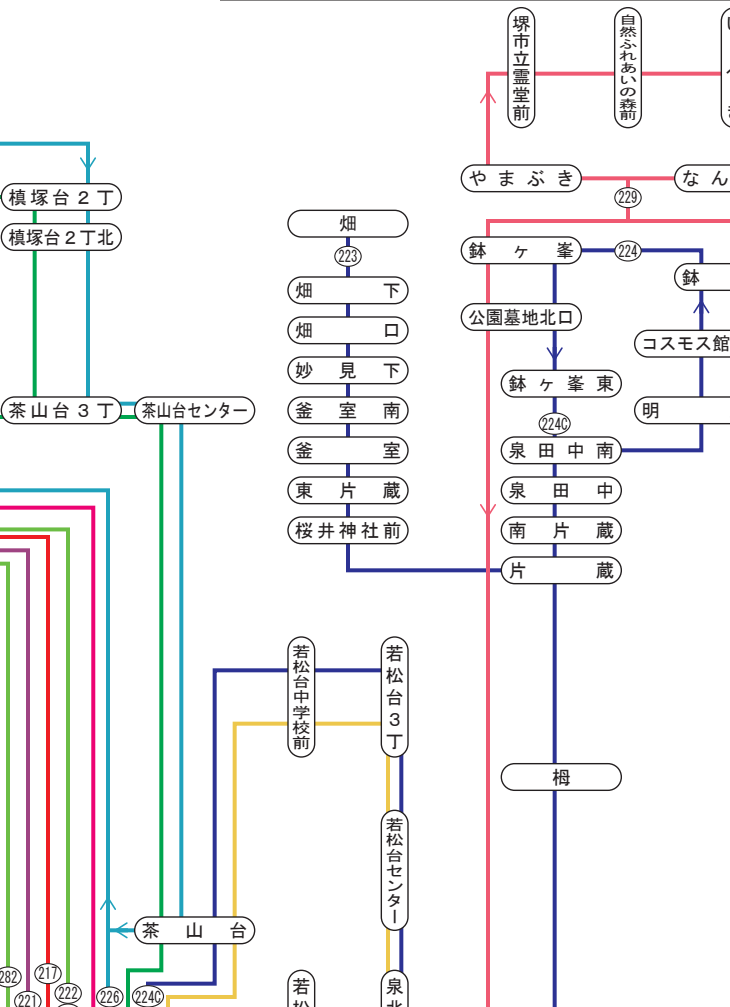 堺市立霊堂前
自然ふれあいの森前
やまぶき
なん
229
槙塚台2丁
槙塚台2丁北
畑
223
畑下
畑口
妙見下
釜室南
釜室
東片蔵
桜井神社前
鉢ヶ峯
224
鉢
公園墓地北口
コスモス館
鉢ヶ峯東
明
224C
泉田中南
泉田中
南片蔵
片蔵
茶山台3丁
茶山台センター
若松台中学校前
若松台3丁
栂
若松台センター
茶山台
282
221
217
222
226
224C
若
泉